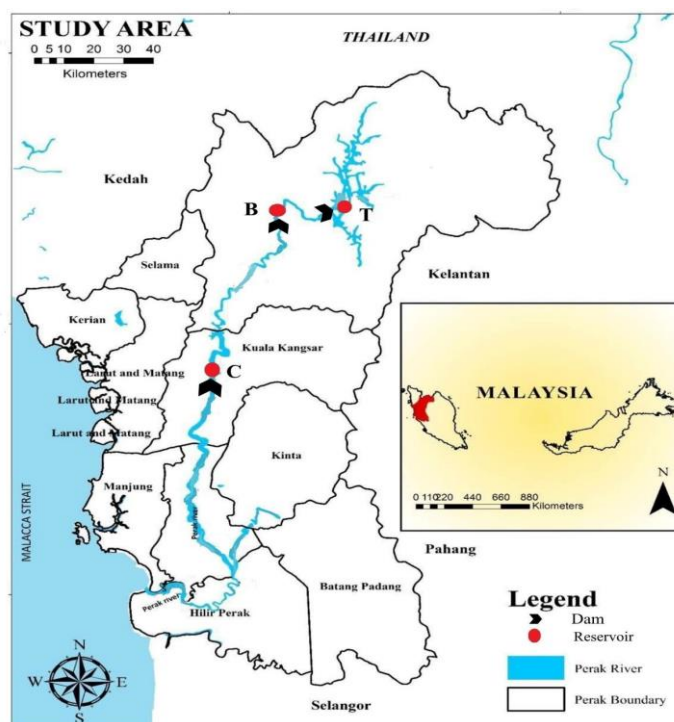 STUDY AREA
0 5 10 20 30 40
Kilometers
THAILAND
Kedah
B
T
Selama
Kelantan
Kerian
Kuala Kangsar
Larut and Matang
C
Larut and Matang
Larut and Matang
MALAYSIA
Kinta
Manjung
N
0 110220 440 660 880
Kilometers
MALACCA STRAIT
Perak river
Pahang
Batang Padang
Perak river
Hilir Perak
Legend
Dam
Reservoir
Perak River
Perak Boundary
N
W E
S
Selangor